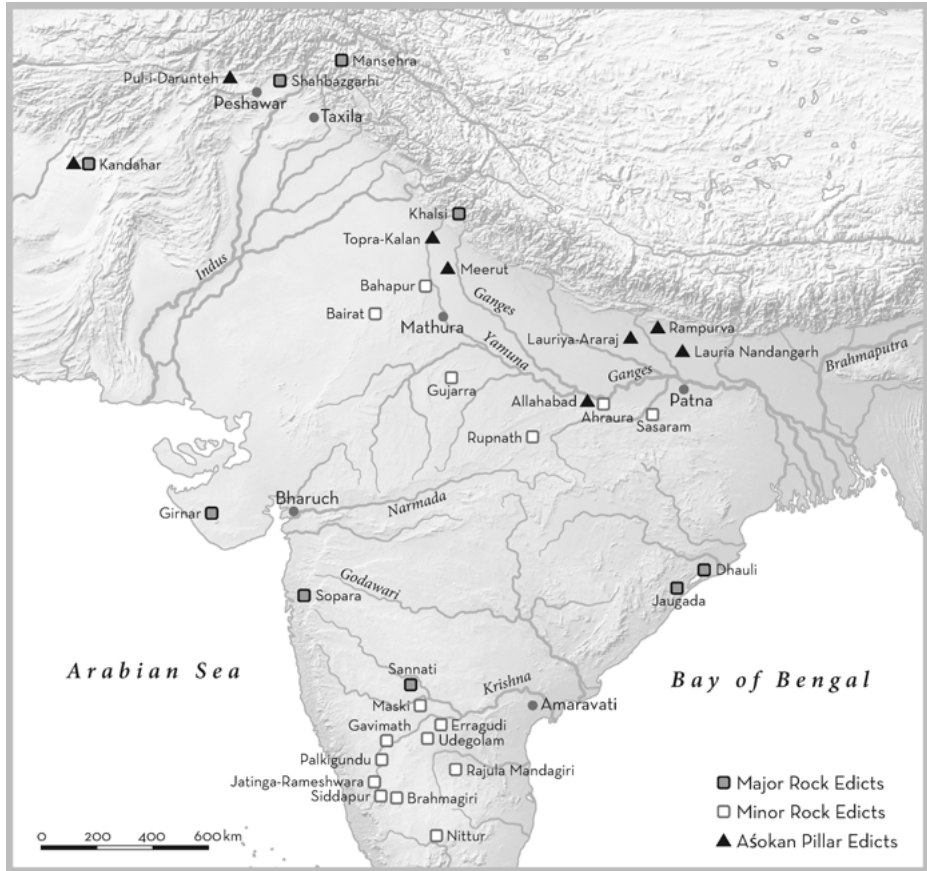 Mansehra
Pul-i-Darunteh
Shahbazgarhi
Peshawar
Taxila
Kandahar
Khalsi
Topra-Kalan
Indus
Meerut
Bahapur
Ganges
Bairat
Mathura
Rampurva
Lauriya-Araraj
Lauria Nandangarh
Brahmaputra
Yamuna
Ganges
Gujarra
Allahabad
Ahraura
Patna
Sasaram
Rupnath
Bharuch
Narmada
Girnar
Dhauli
Godawari
Sopara
Jaugada
Arabian Sea
Sannati
Bay of Bengal
Krishna
Maski
Amaravati
Gavimath
Erragudi
Udegolam
Palkigundu
Rajula Mandagiri
Jatinga-Rameshwara
Siddapur
Brahmagiri
Nittur
Major Rock Edicts
Minor Rock Edicts
Aśokan Pillar Edicts
0 200 400 600 km